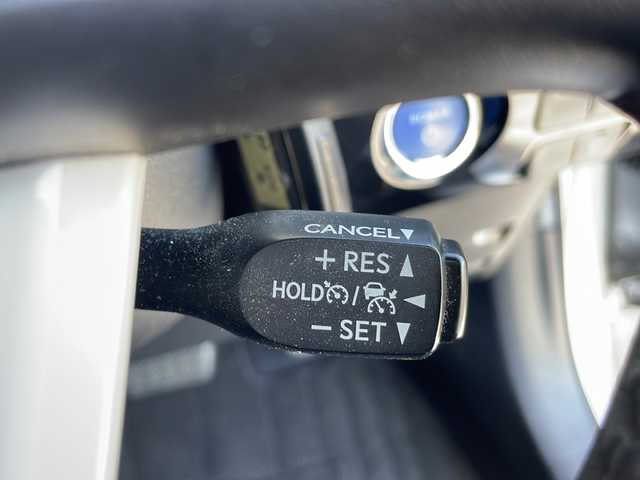 CANCEL▼
+ RES ▲
HOLD / ◀
− SET ▼